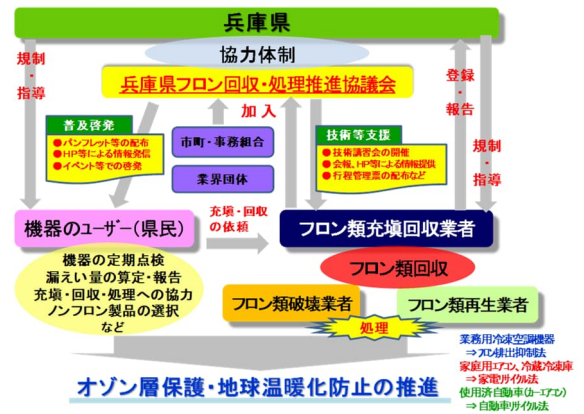 兵庫県
協力体制
兵庫県フロン回収・処理推進協議会
規制・指導
登録・報告
加入
普及啓発
●パンフレット等の配布
●HP等による情報発信
●イベント等での啓発
市町・事務組合
業界団体
技術等支援
●技術講習会の開催
●会報、HP等による情報提供
●行程管理票の配布など
規制・指導
機器のユーザー(県民)
充填・回収
の依頼
フロン類充塡回収業者
機器の定期点検
漏えい量の算定・報告
充填・回収・処理への協力
ノンフロン製品の選択
など
フロン類回収
フロン類破壊業者
フロン類再生業者
処理
オゾン層保護・地球温暖化防止の推進
業務用冷凍空調機器
⇒フロン排出抑制法
家庭用エアコン、冷蔵冷凍庫
⇒家電リサイクル法
使用済自動車(カーエアコン)
⇒自動車リサイクル法